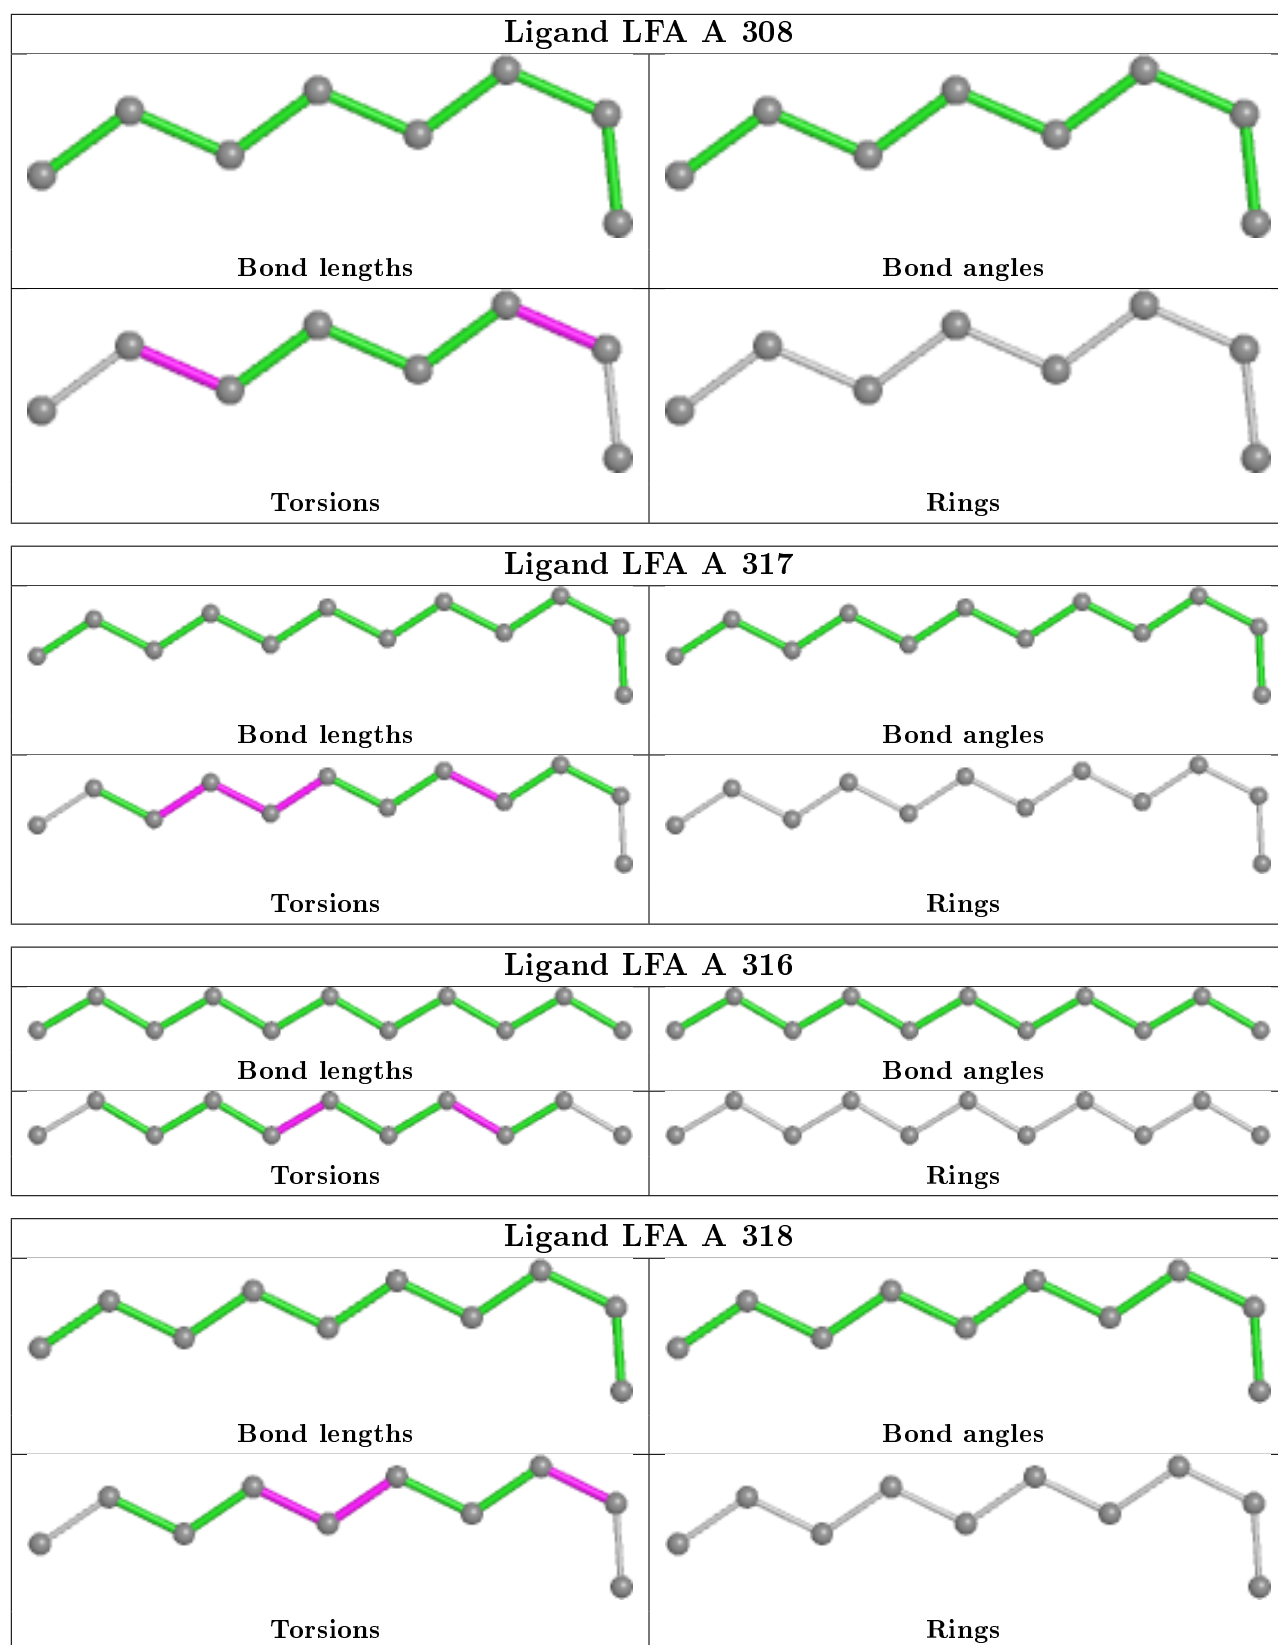 Ligand LFA A 308
Bond lengths
Bond angles
Torsions
Rings
Ligand LFA A 317
Bond lengths
Bond angles
Torsions
Rings
Ligand LFA A 316
Bond lengths
Bond angles
Torsions
Rings
Ligand LFA A 318
Bond lengths
Bond angles
Torsions
Rings